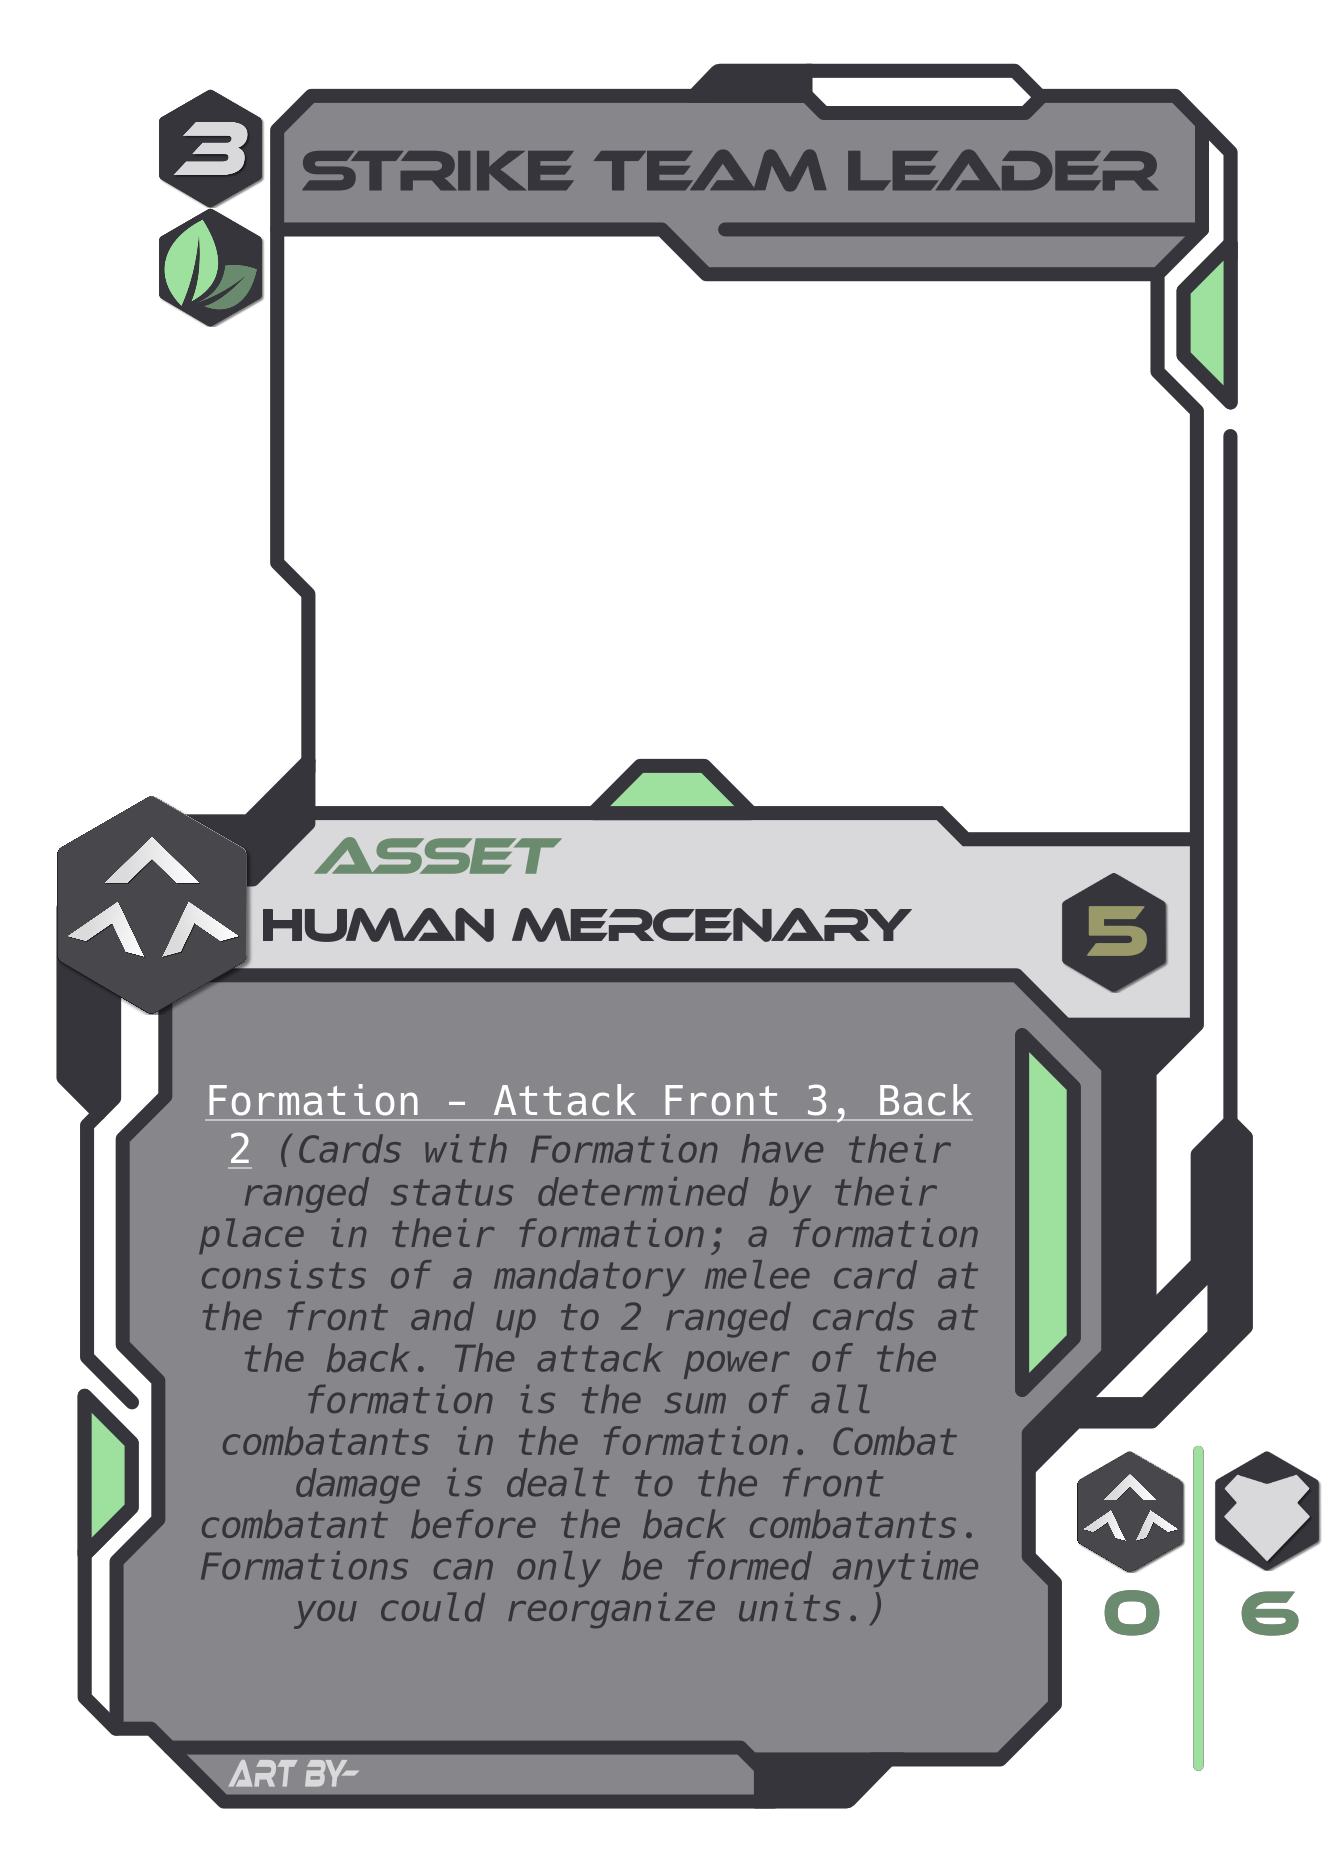 3
STRIKE TEAM LEADER
ASSET
HUMAN MERCENARY
5
Formation - Attack Front 3, Back
2 (Cards with Formation have their
ranged status determined by their
place in their formation; a formation
consists of a mandatory melee card at
the front and up to 2 ranged cards at
the back. The attack power of the
formation is the sum of all
combatants in the formation. Combat
damage is dealt to the front
combatant before the back combatants.
Formations can only be formed anytime
you could reorganize units.)
0
6
ART BY-